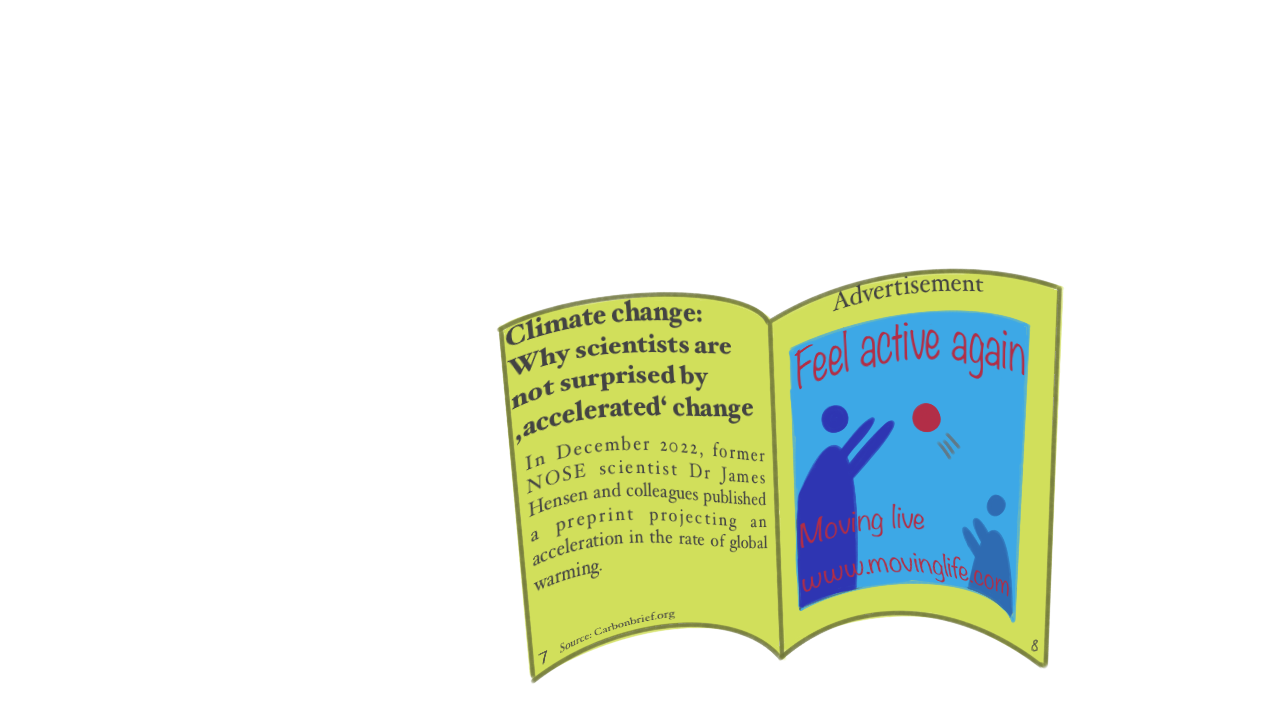 Climate change:
Why scientists are
not surprised by
‚accelerated‘ change
In December 2022, former
NOSE scientist Dr James
Hensen and colleagues published
a preprint projecting an
acceleration in the rate of global
warming.
Source: Carbonbrief.org
7
Advertisement
Feel active again
Moving live
www.movinglife.com
8